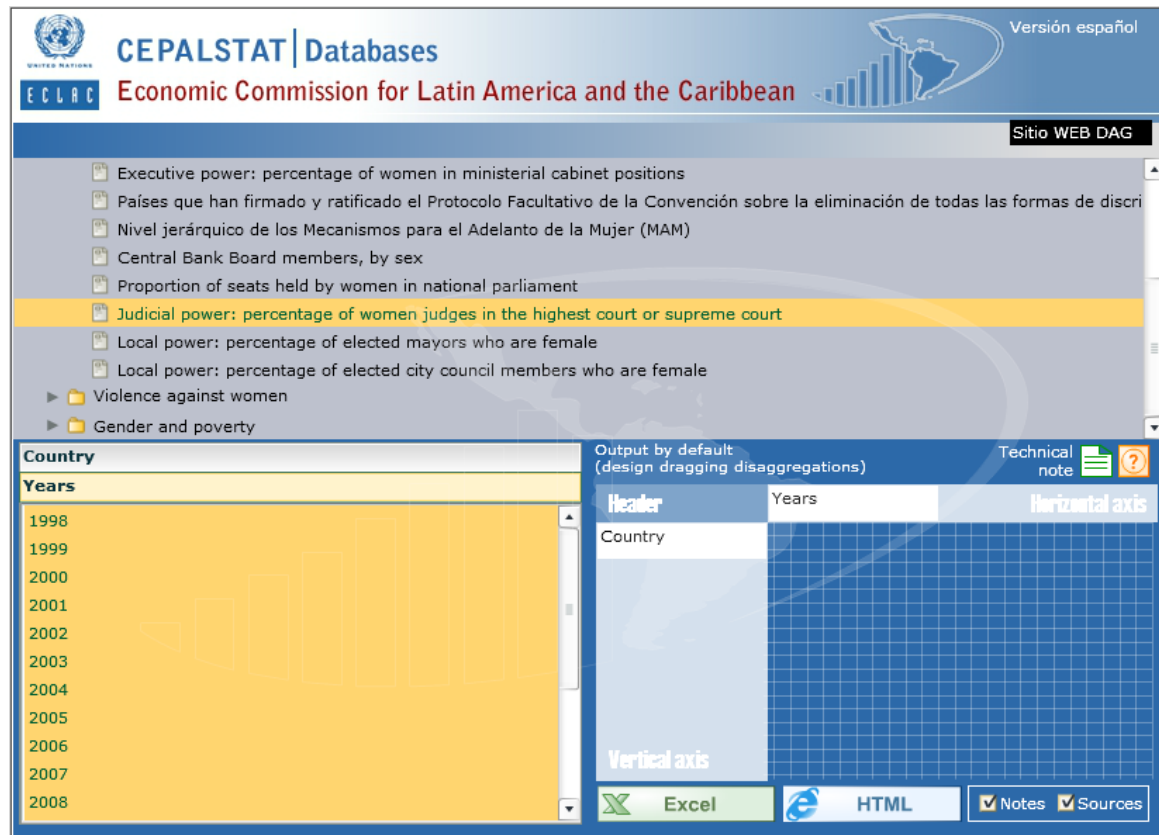 Versión español
CEPALSTAT Databases
UNITED NATIONS
ECLAC
Economic Commission for Latin America and the Caribbean
Sitio WEB DAG
Executive power: percentage of women in ministerial cabinet positions
Países que han firmado y ratificado el Protocolo Facultativo de la Convención sobre la eliminación de todas las formas de discri
Nivel jerárquico de los Mecanismos para el Adelanto de la Mujer (MAM)
Central Bank Board members, by sex
Proportion of seats held by women in national parliament
Judicial power: percentage of women judges in the highest court or supreme court
Local power: percentage of elected mayors who are female
Local power: percentage of elected city council members who are female
Violence against women
Gender and poverty
Country
Years
1998
1999
2000
2001
2002
2003
2004
2005
2006
2007
2008
Output by default
(design dragging disaggregations)
Technical
note
Header
Years
Horizontal axis
Country
Vertical axis
Excel
HTML
Notes
Sources